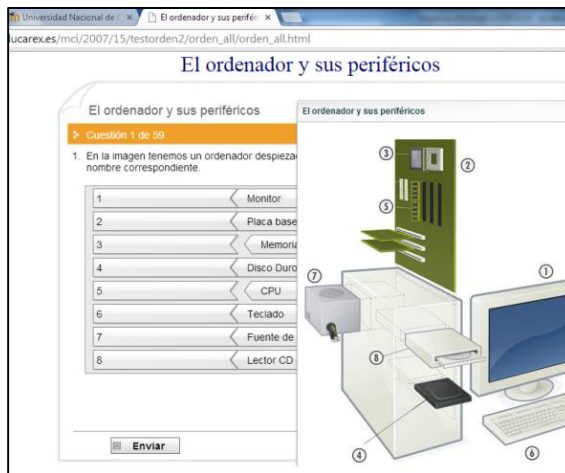 Universidad Nacional de
El ordenador y sus perifé
lucarex.es/mci/2007/15/testorden2/orden_all/orden_all.html
El ordenador y sus periféricos
El ordenador y sus periféricos
Cuestión 1 de 59
1. En la imagen tenemos un ordenador despieza
nombre correspondiente.
1 Monitor
2 Placa base
3 Memoria
4 Disco Duro
5 CPU
6 Teclado
7 Fuente de
8 Lector CD
Enviar
El ordenador y sus periféricos
3
2
5
7
1
8
4
6